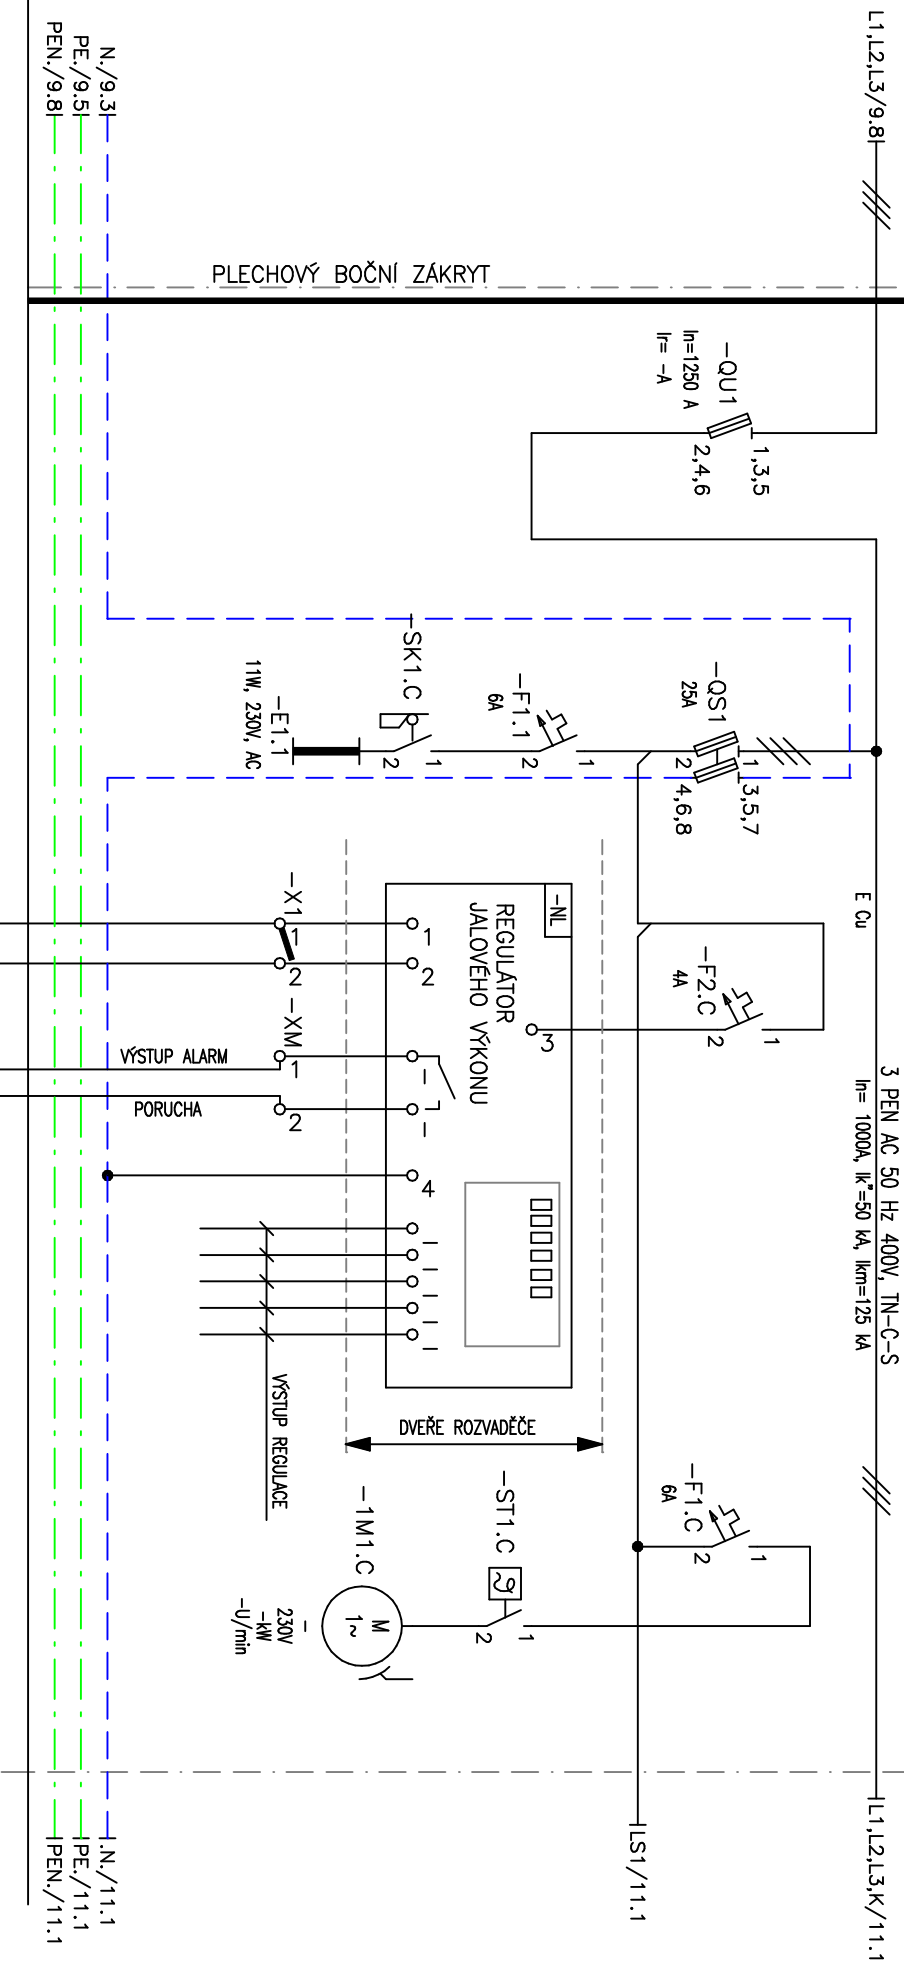 L1,L2,L3/9.8
N./9.3
PE./9.5
PEN./9.8
PLECHOVÝ BOČNÍ ZÁKRYT
-QU1
In=1250 A
Ir= -A
1,3,5
2,4,6
-QS1
25A
1
2
3,5,7
4,6,8
-F1.1
6A
1
2
-SK1.C
1
2
-E1.1
11W, 230V, AC
E Cu
3 PEN AC 50 Hz 400V, TN-C-S
In= 1000A, Ik"=50 kA, Ikm=125 kA
-F2.C
4A
1
2
-NL
REGULÁTOR
JALOVÉHO VÝKONU
1
2
3
-
-
4
-
-
-
-
-
-X1
1
2
-XM
1
2
VÝSTUP ALARM
PORUCHA
VÝSTUP REGULACE
DVEŘE ROZVADĚČE
-F1.C
6A
1
2
-ST1.C
1
2
-1M1.C
M
1~
-
230V
-kW
-U/min
L1,L2,L3,K/11.1
LS1/11.1
.N./11.1
PE./11.1
PEN./11.1